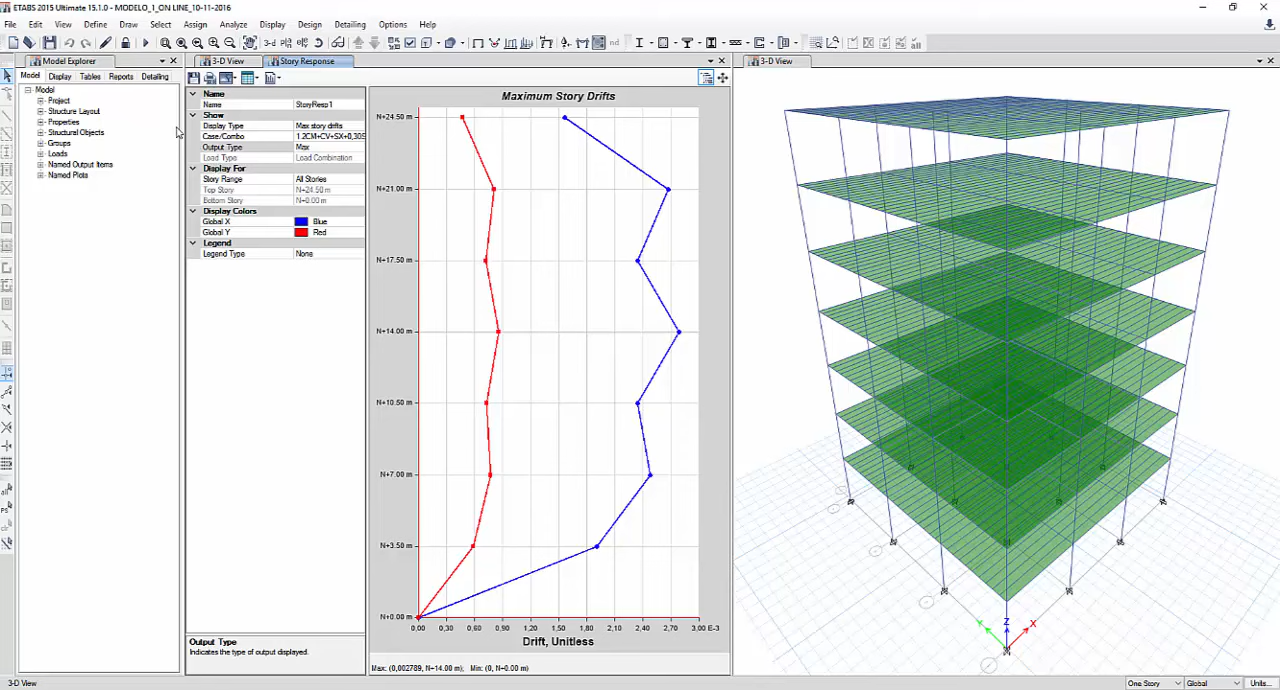 ETABS 2015 Ultimate 15.1.0 - MODELO_1_ON LINE_10-11-2016
File Edit View Define Draw Select Assign Analyze Display Design Detailing Options Help
3-d
nd
all
Model Explorer
3-D View
Story Response
3-D View
Model Display Tables Reports Detailing
Model
Project
Structure Layout
Properties
Structural Objects
Groups
Loads
Named Output Items
Named Plots
Name
Name StoryResp1
Show
Display Type Max story drifts
Case/Combo 1.2CM+CV+SX+0,30S
Output Type Max
Load Type Load Combination
Display For
Story Range All Stories
Top Story N+24.50 m
Bottom Story N+0.00 m
Display Colors
Global X Blue
Global Y Red
Legend
Legend Type None
Output Type
Indicates the type of output displayed.
Maximum Story Drifts
N+24.50 m
N+21.00 m
N+17.50 m
N+14.00 m
N+10.50 m
N+7.00 m
N+3.50 m
N+0.00 m
0,00 0,30 0,60 0,90 1,20 1,50 1,80 2,10 2,40 2,70 3,00 E-3
Drift, Unitless
Max: (0,002789, N+14.00 m); Min: (0, N+0.00 m)
Z
Y
X
3-D View
One Story
Global
Units...